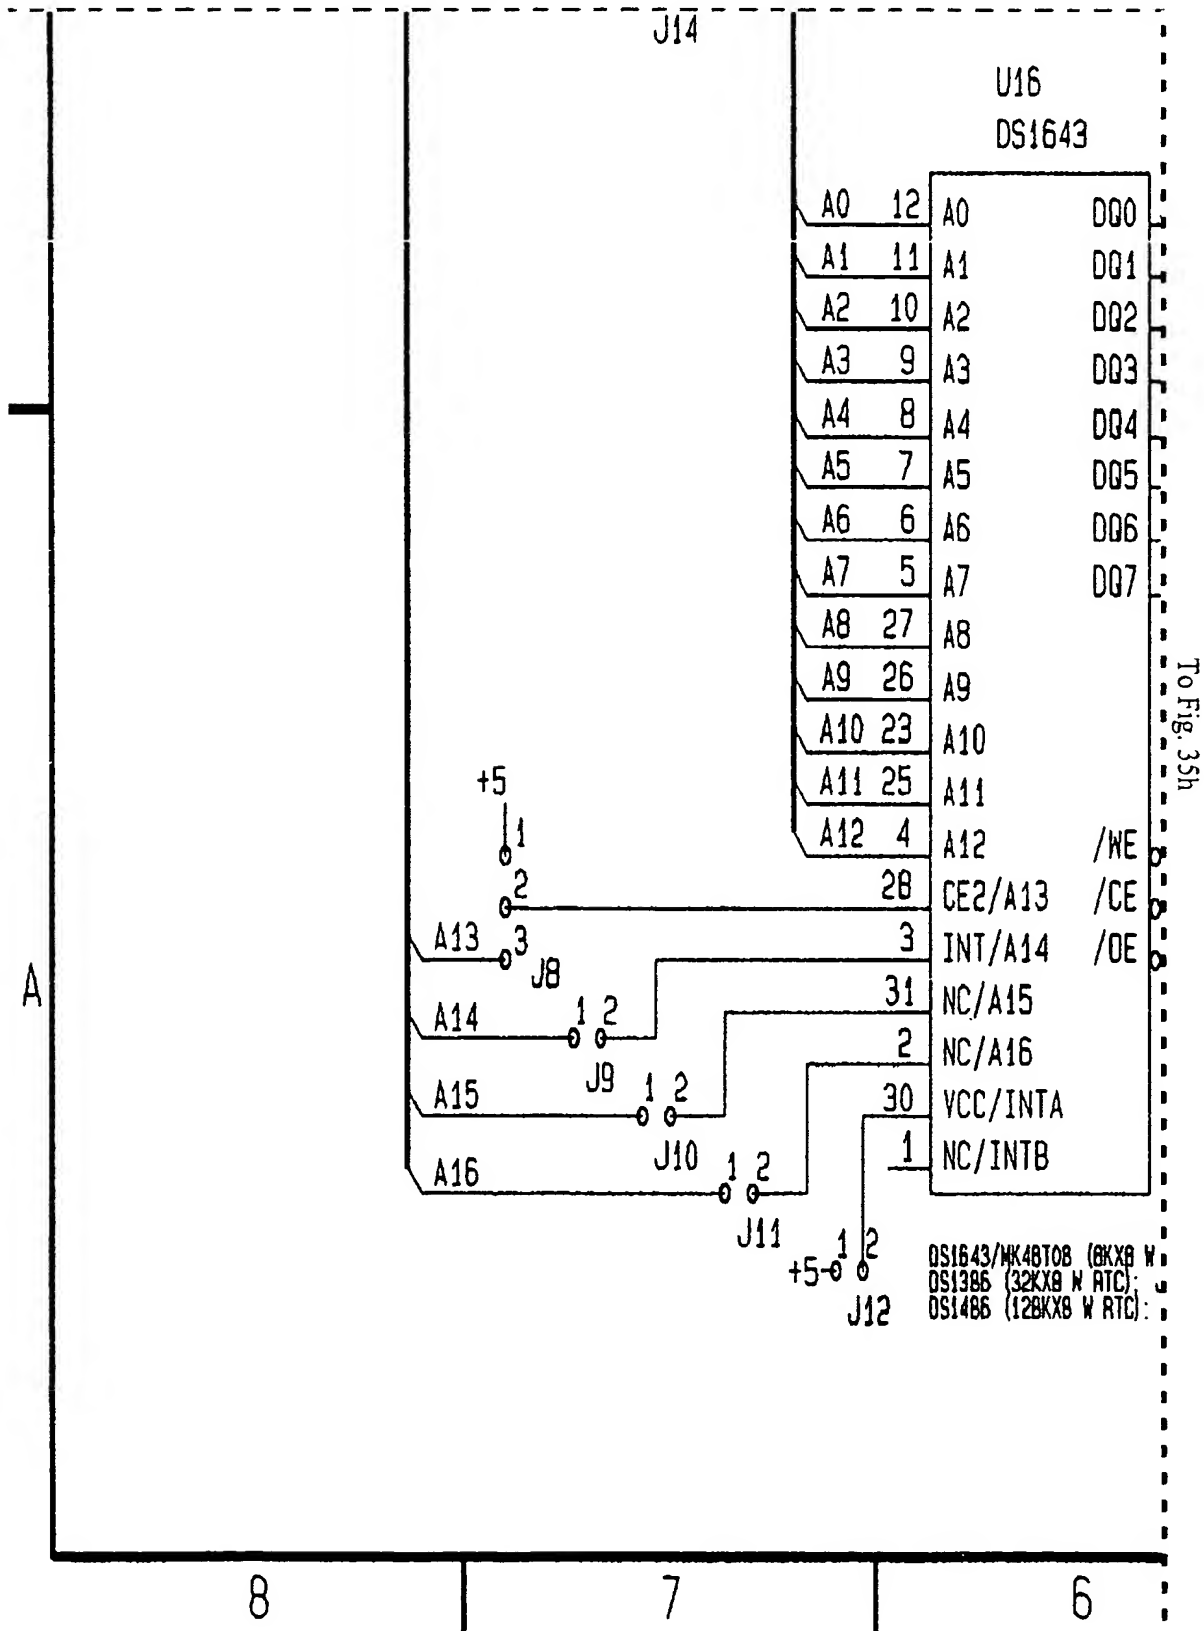 J14
U16
DS1643
A0 12 A0 DQ0
A1 11 A1 DQ1
A2 10 A2 DQ2
A3 9 A3 DQ3
A4 8 A4 DQ4
A5 7 A5 DQ5
A6 6 A6 DQ6
A7 5 A7 DQ7
A8 27 A8
A9 26 A9
A10 23 A10
A11 25 A11
A12 4 A12 /WE
+5
1
2 28 CE2/A13 /CE
A13 3 J8 3 INT/A14 /OE
A14 1 2 J9 31 NC/A15
2 NC/A16
A15 1 2 J10 30 VCC/INTA
1 NC/INTB
A16 1 2 J11
+5 1 2 J12
DS1643/MK48T08 (8KX8 W
DS1386 (32KX8 W RTC):
DS1486 (128KX8 W RTC):
To Fig. 35h
A
8 7 6